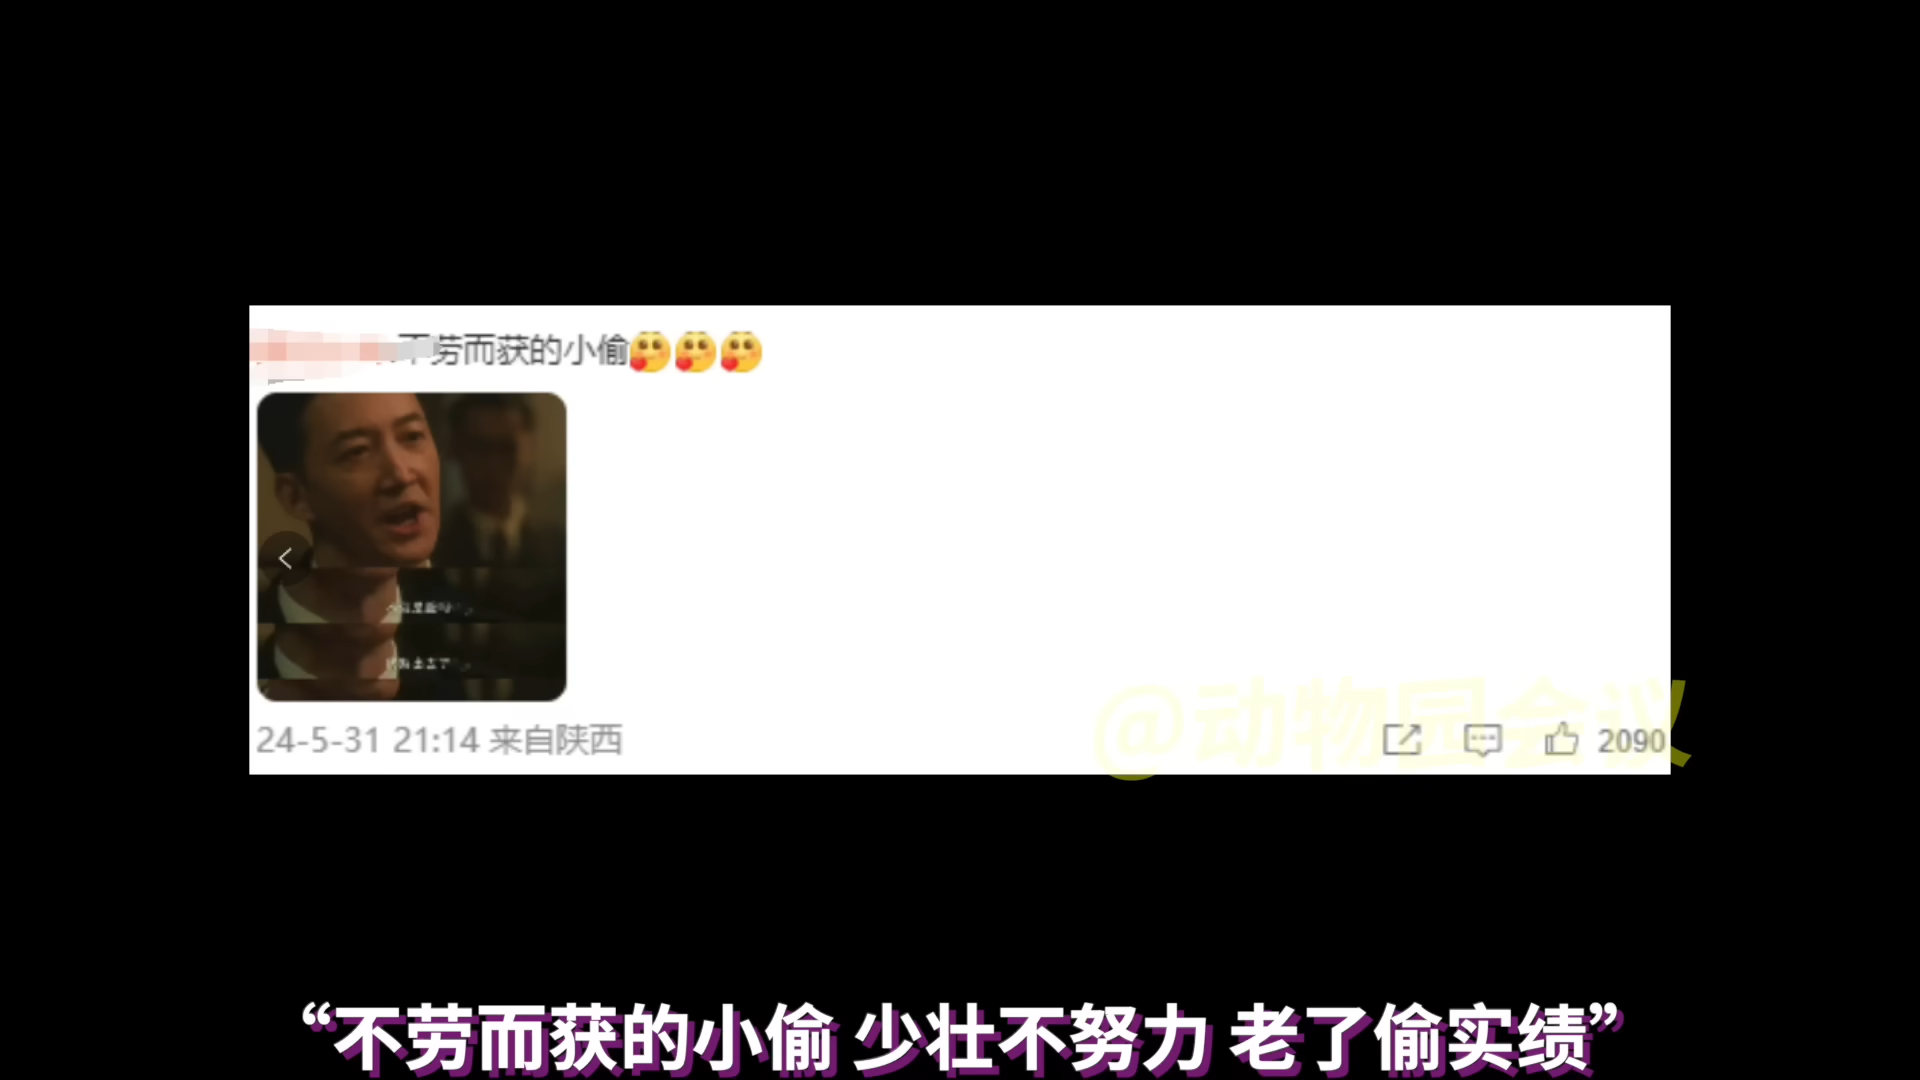 不劳而获的小偷
24-5-31 21:14 来自陕西
2090
@动物园会议
“不劳而获的小偷 少壮不努力 老了偷实绩”